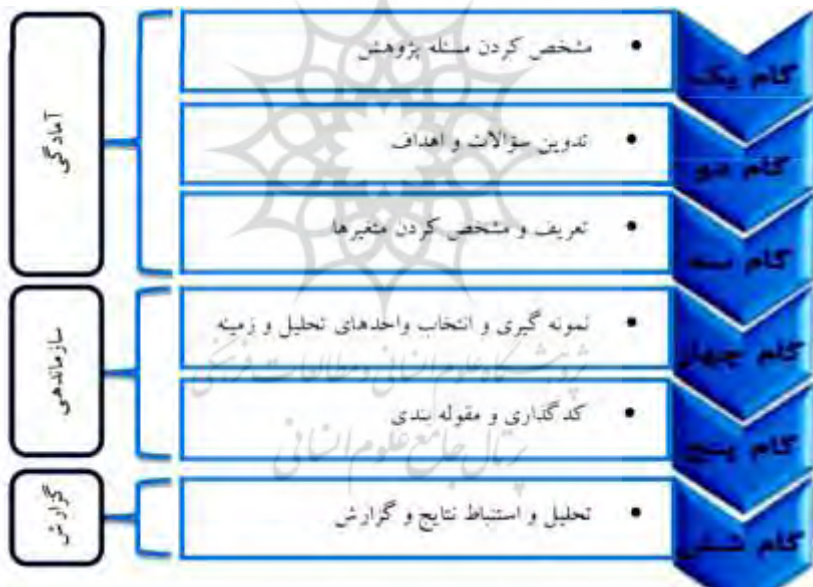 گام یک
• مشخص کردن مسئله پژوهش
گام دو
• تدوین سؤالات و اهداف
گام سه
• تعریف و مشخص کردن متغیرها
آمادگی
گام چهار
• نمونه گیری و انتخاب واحدهای تحلیل و زمینه
گام پنج
• کدگذاری و مقوله بندی
سازماندهی
گام شش
• تحلیل و استنباط نتایج و گزارش
گزارش
پژوهشگاه علوم انسانی و مطالعات فرهنگی
پرتال جامع علوم انسانی